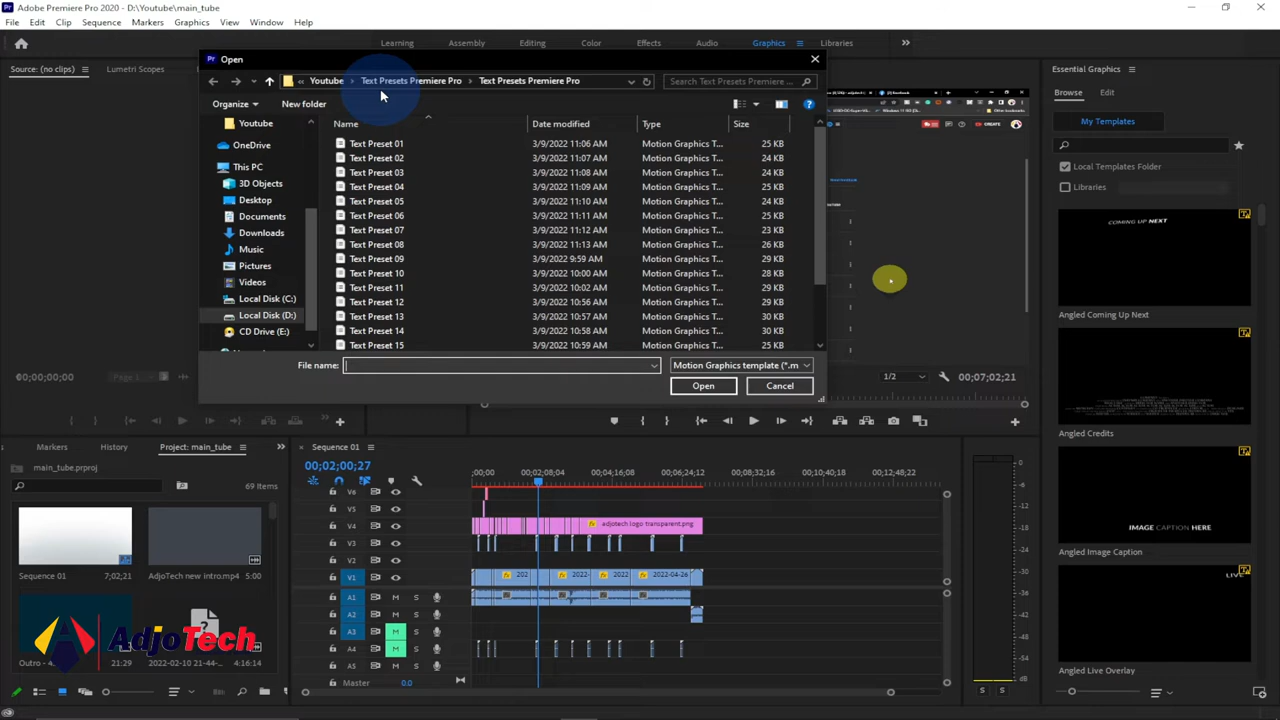 Adobe Premiere Pro 2020 - D:\Youtube\main_tube
File Edit Clip Sequence Markers Graphics View Window Help
Learning Assembly Editing Color Effects Audio Graphics Libraries
Source: (no clips) Lumetri Scopes
Open
Youtube Text Presets Premiere Pro Text Presets Premiere Pro
Search Text Presets Premiere ...
Organize New folder
Name Date modified Type Size
Youtube
OneDrive
This PC
3D Objects
Desktop
Documents
Downloads
Music
Pictures
Videos
Local Disk (C:)
Local Disk (D:)
CD Drive (E:)
Text Preset 01 3/9/2022 11:06 AM Motion Graphics T... 25 KB
Text Preset 02 3/9/2022 11:07 AM Motion Graphics T... 24 KB
Text Preset 03 3/9/2022 11:08 AM Motion Graphics T... 24 KB
Text Preset 04 3/9/2022 11:09 AM Motion Graphics T... 25 KB
Text Preset 05 3/9/2022 11:10 AM Motion Graphics T... 24 KB
Text Preset 06 3/9/2022 11:11 AM Motion Graphics T... 25 KB
Text Preset 07 3/9/2022 11:12 AM Motion Graphics T... 23 KB
Text Preset 08 3/9/2022 11:13 AM Motion Graphics T... 26 KB
Text Preset 09 3/9/2022 9:59 AM Motion Graphics T... 29 KB
Text Preset 10 3/9/2022 10:00 AM Motion Graphics T... 28 KB
Text Preset 11 3/9/2022 10:02 AM Motion Graphics T... 29 KB
Text Preset 12 3/9/2022 10:56 AM Motion Graphics T... 29 KB
Text Preset 13 3/9/2022 10:57 AM Motion Graphics T... 30 KB
Text Preset 14 3/9/2022 10:58 AM Motion Graphics T... 30 KB
Text Preset 15 3/9/2022 10:59 AM Motion Graphics T... 25 KB
File name: Motion Graphics template (*.m
Open Cancel
CREATE
00;00;00;00 Page 1
1/2 00;07;02;21
Essential Graphics
Browse Edit
My Templates
Local Templates Folder
Libraries
COMING UP NEXT
Angled Coming Up Next
Angled Credits
IMAGE CAPTION HERE
Angled Image Caption
LIVE
Angled Live Overlay
Markers History Project: main_tube
main_tube.prproj
69 Items
Sequence 01 7;02;21
AdjoTech new intro.mp4 5:00
Outro - 21:29
2022-02-10 21-44-... 4:16:14
AdjoTech
Sequence 01
00;02;00;27
;00;00 00;02;08;04 00;04;16;08 00;06;24;12 00;08;32;16 00;10;40;18 00;12;48;22
V6
V5
V4 adjotech logo transparent.png
V3
V2
V1 202 2022- 2022 2022-04-26
A1 M S
A2 M S
A3 M S
A4 M S
A5 M S
Master 0.0
0
-6
-12
-18
-24
-30
-36
-42
-48
-54
dB
S S